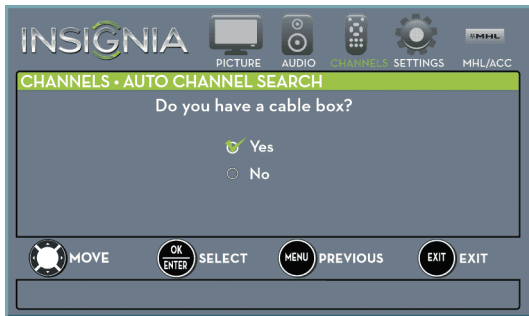 INSIGNIA
PICTURE AUDIO CHANNELS SETTINGS MHL/ACC
MHL
CHANNELS • AUTO CHANNEL SEARCH
Do you have a cable box?
Yes
No
MOVE OK ENTER SELECT MENU PREVIOUS EXIT EXIT